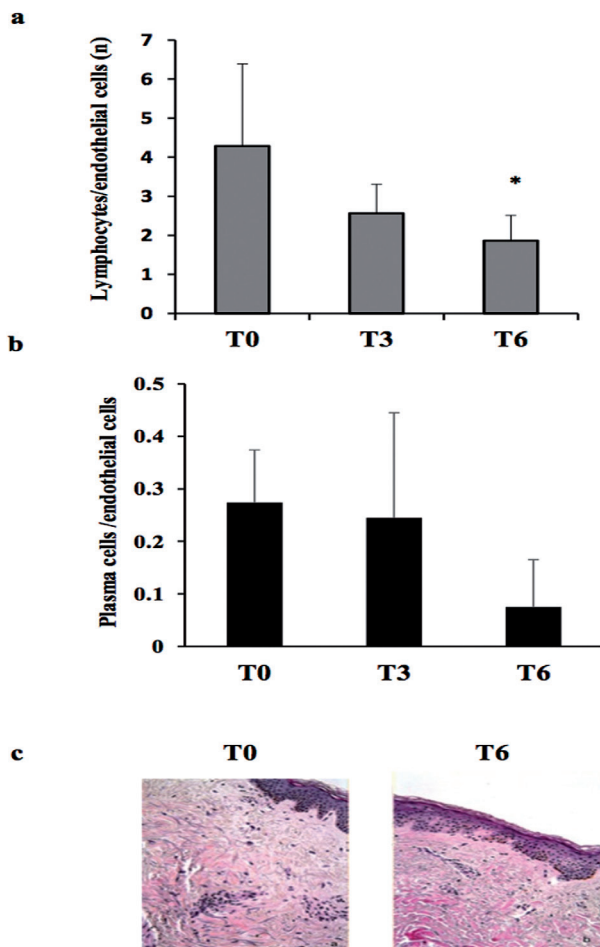 a
Lymphocytes/endothelial cells (n)
7
6
5
4
3
2
1
0
*
T0 T3 T6
b
Plasma cells /endothelial cells
0.5
0.4
0.3
0.2
0.1
0
T0 T3 T6
c
T0 T6
a b